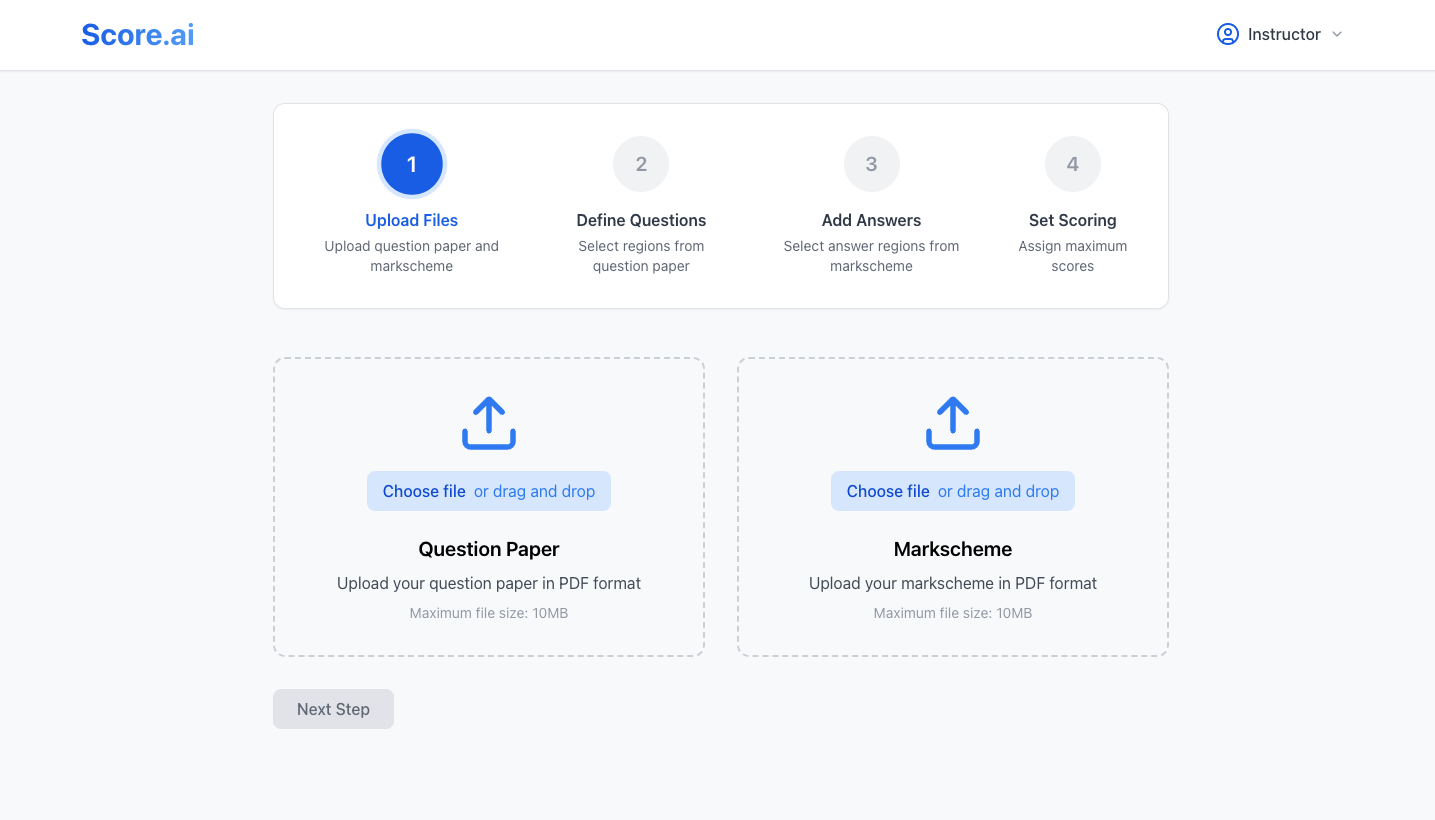 Score.ai
Instructor
1
2
3
4
Upload Files
Define Questions
Add Answers
Set Scoring
Upload question paper and
markscheme
Select regions from
question paper
Select answer regions from
markscheme
Assign maximum
scores
Choose file or drag and drop
Question Paper
Upload your question paper in PDF format
Maximum file size: 10MB
Choose file or drag and drop
Markscheme
Upload your markscheme in PDF format
Maximum file size: 10MB
Next Step